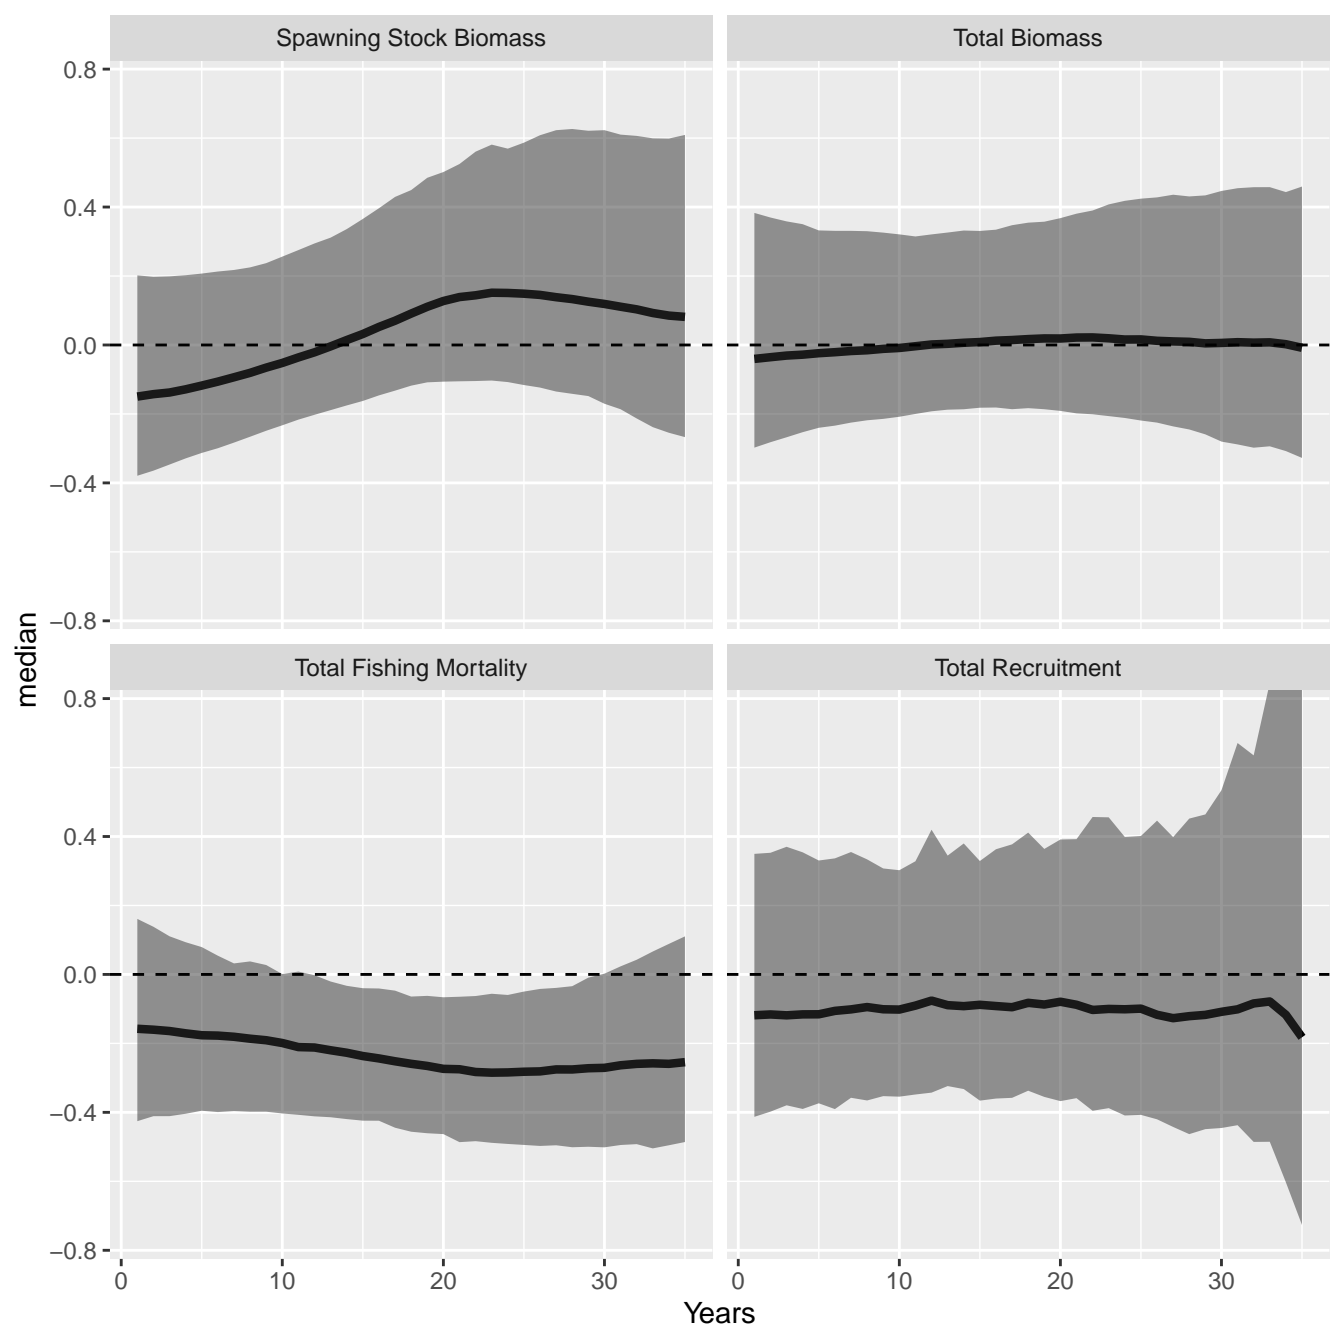 Spawning Stock Biomass
Total Biomass
0.8
0.4
0.0
−0.4
−0.8
median
Total Fishing Mortality
Total Recruitment
0.8
0.4
0.0
−0.4
−0.8
0 10 20 30
0 10 20 30
Years